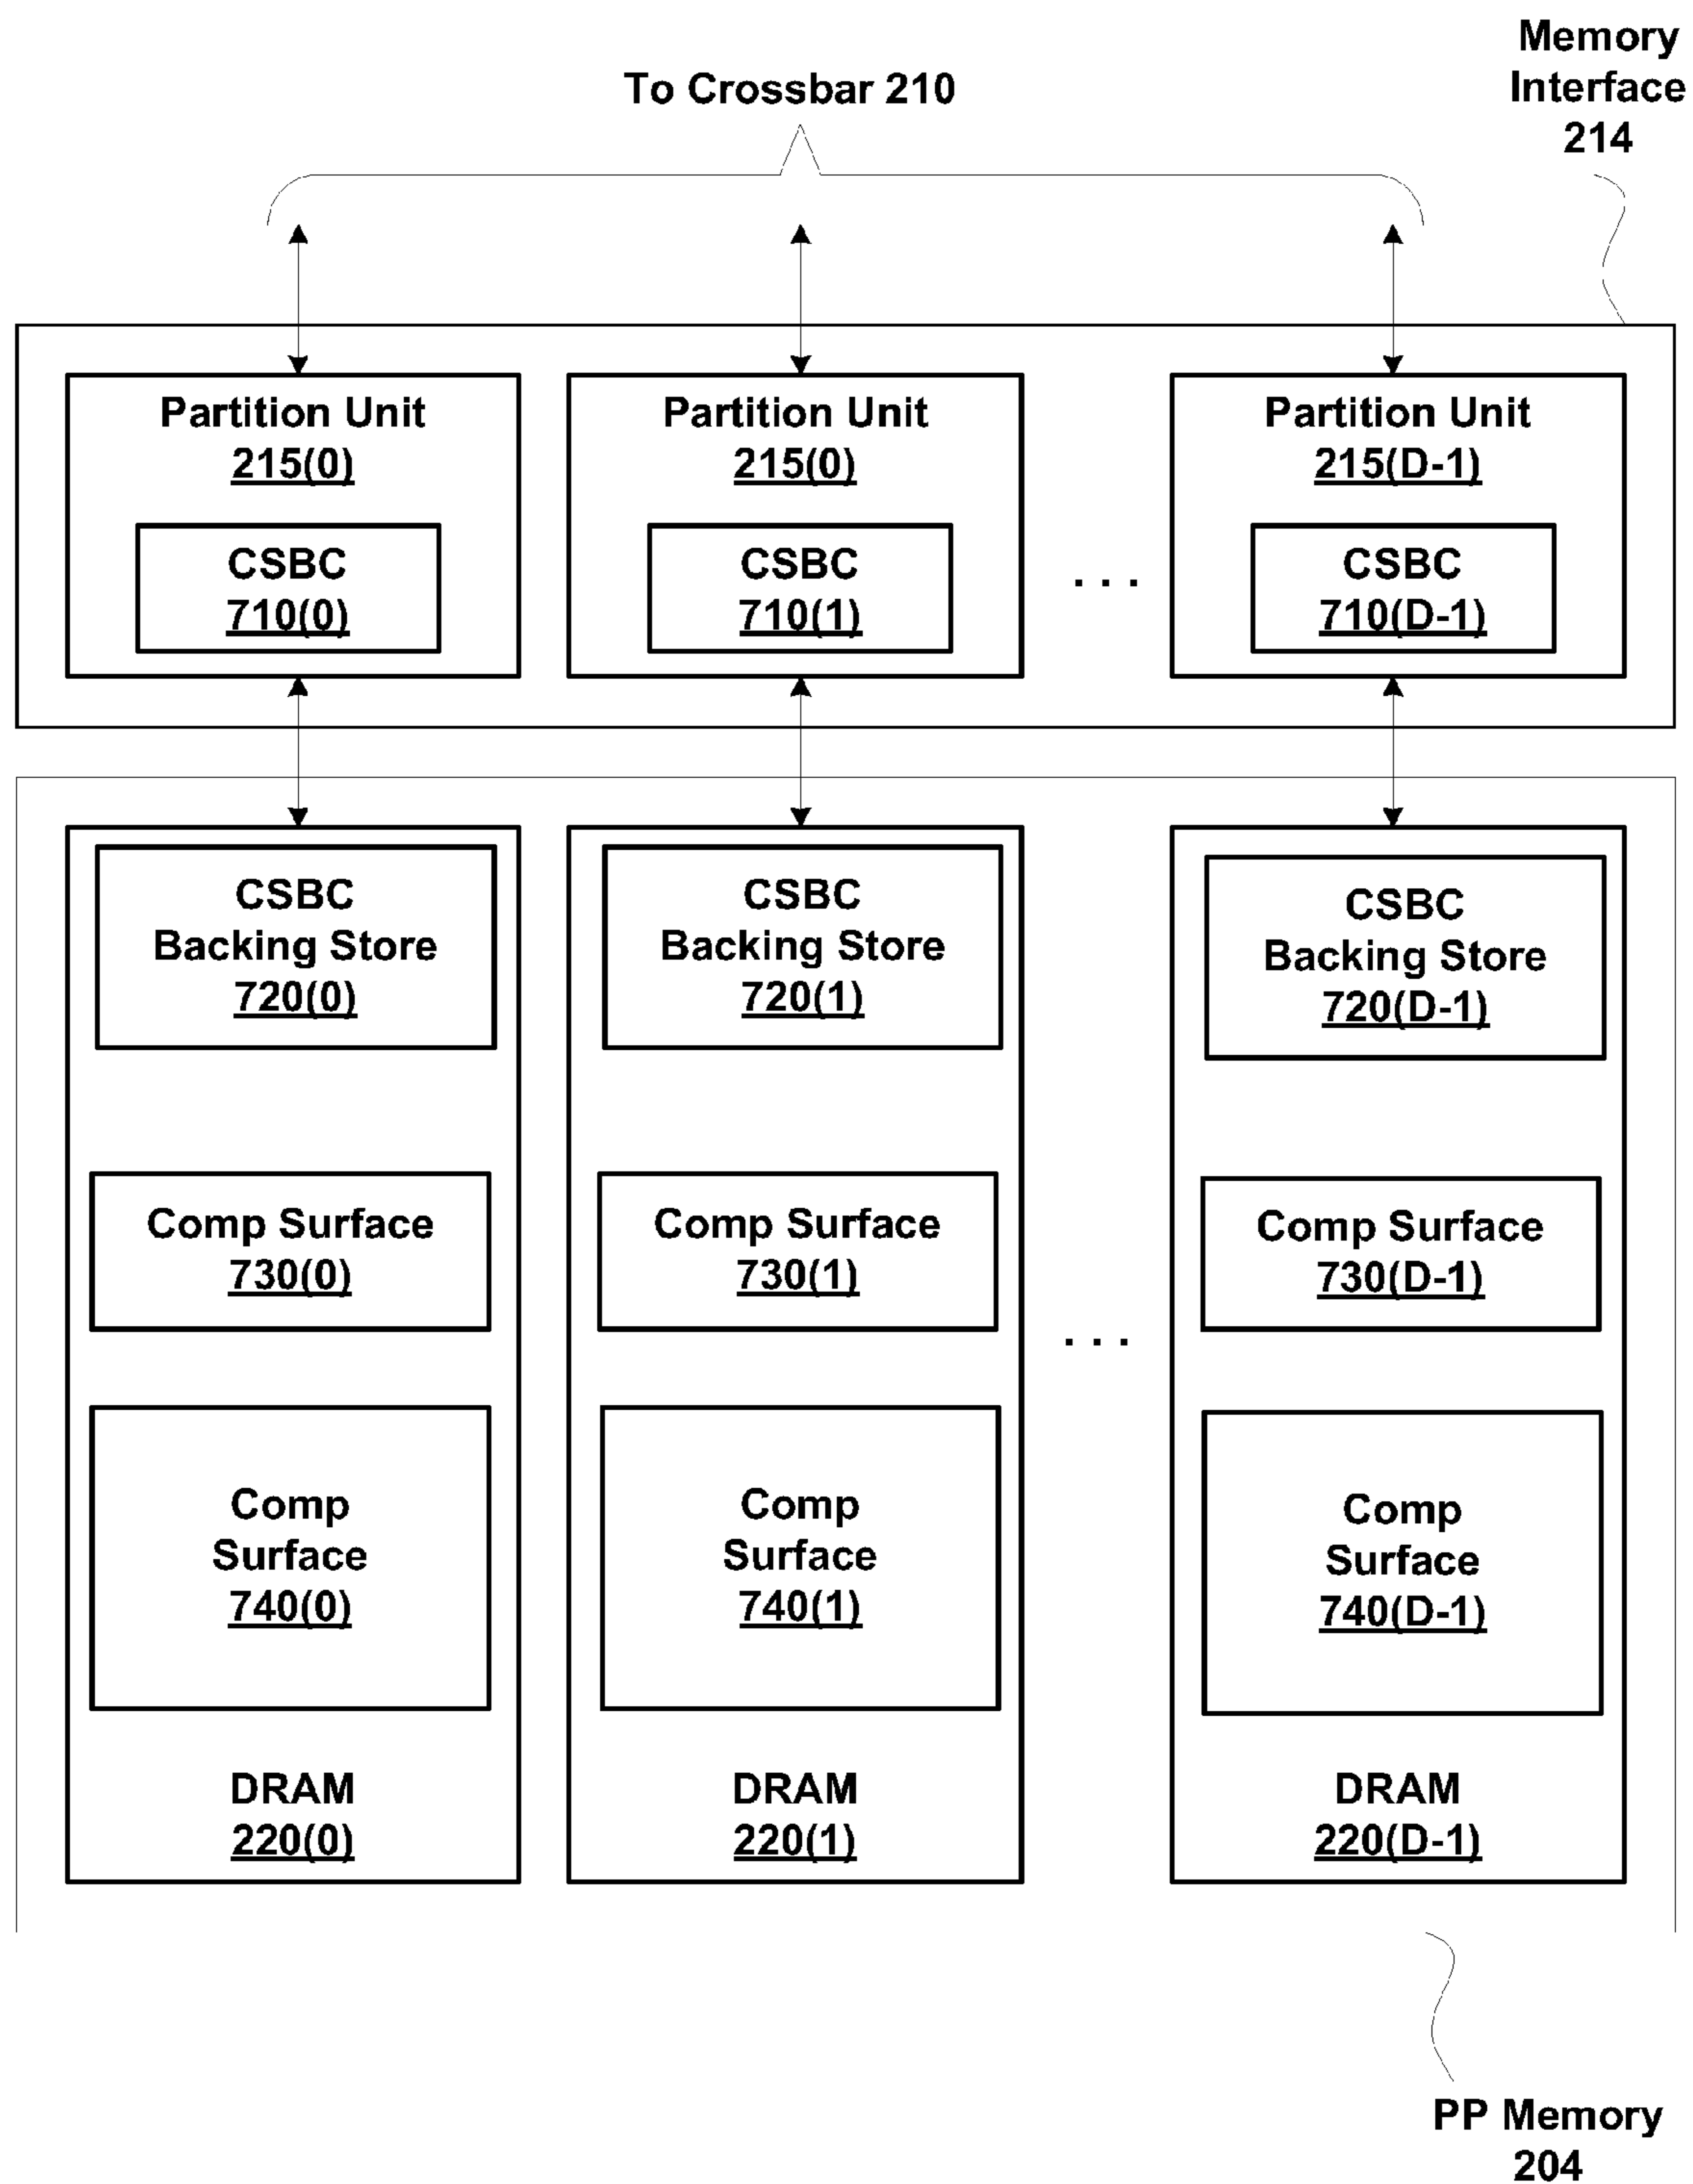 Memory
Interface
214
To Crossbar 210
Partition Unit
215(0)
CSBC
710(0)
Partition Unit
215(0)
CSBC
710(1)
. . .
Partition Unit
215(D-1)
CSBC
710(D-1)
CSBC
Backing Store
720(0)
Comp Surface
730(0)
Comp
Surface
740(0)
DRAM
220(0)
CSBC
Backing Store
720(1)
Comp Surface
730(1)
Comp
Surface
740(1)
DRAM
220(1)
. . .
CSBC
Backing Store
720(D-1)
Comp Surface
730(D-1)
Comp
Surface
740(D-1)
DRAM
220(D-1)
PP Memory
204